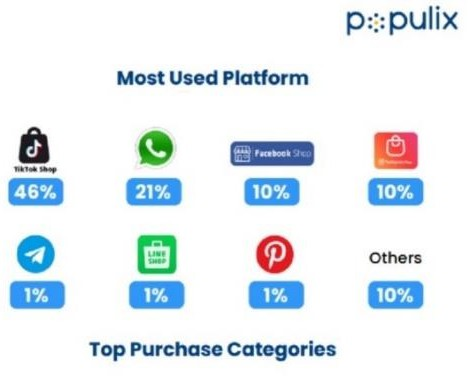 populix
Most Used Platform
TikTok Shop
Facebook Shop
46% 21% 10% 10%
LINE
SHOP
Others
1% 1% 1% 10%
Top Purchase Categories